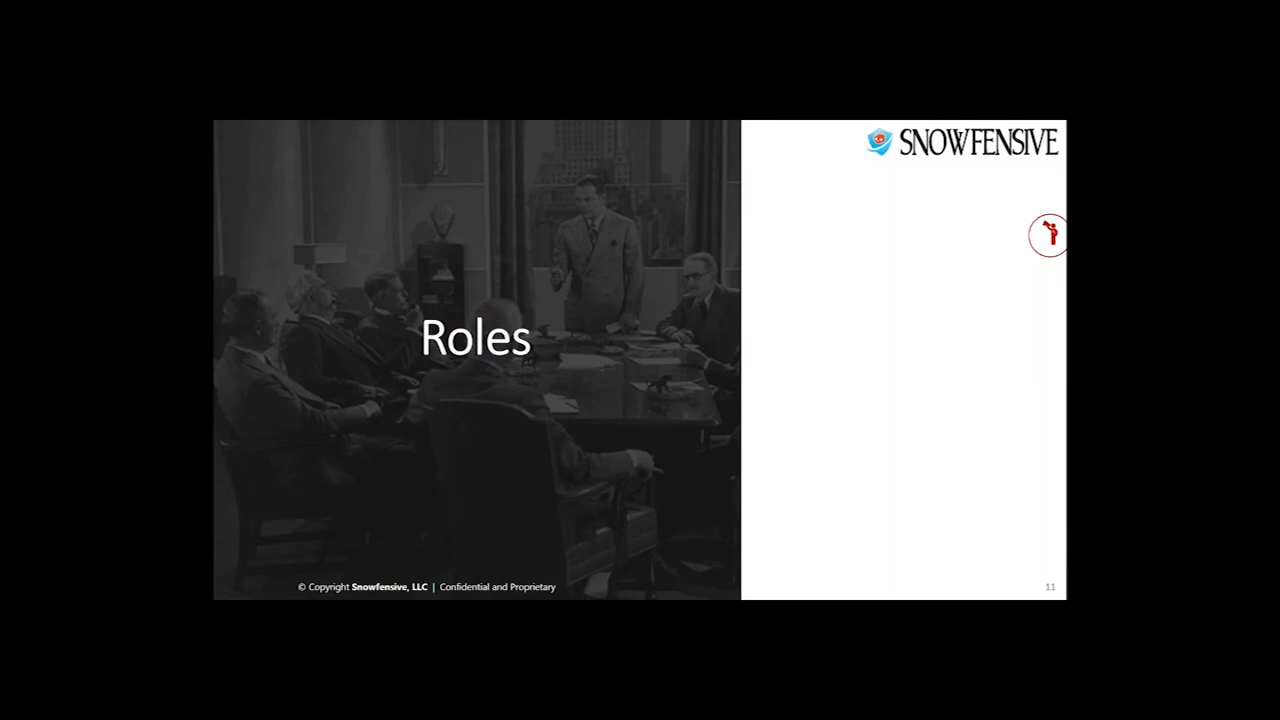 SNOWFENSIVE
Roles
© Copyright Snowfensive, LLC | Confidential and Proprietary
11